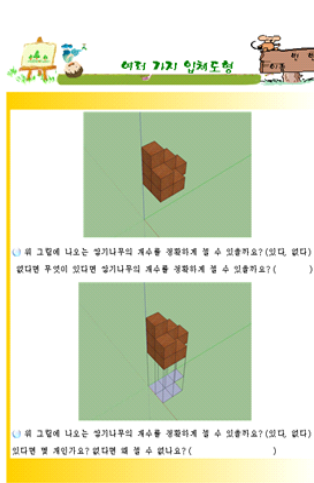 여러 가지 입체도형
위 그림에 나오는 쌓기나무의 개수를 정확하게 셀 수 있을까요?(있다, 없다)
없다면 무엇이 있다면 쌓기나무의 개수를 정확하게 셀 수 있을까요?( )
위 그림에 나오는 쌓기나무의 개수를 정확하게 셀 수 있을까요?(있다, 없다)
있다면 몇 개인가요? 없다면 왜 셀 수 없나요?( )